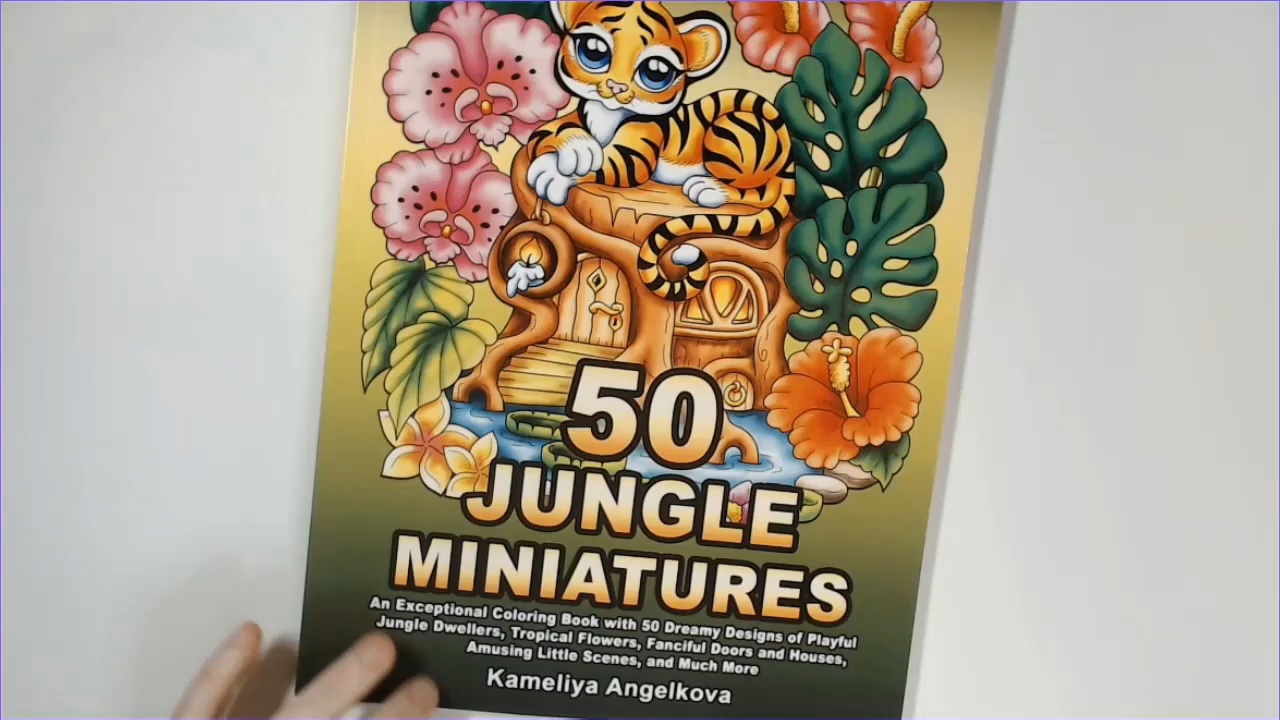 50
JUNGLE
MINIATURES
An Exceptional Coloring Book with 50 Dreamy Designs of Playful
Jungle Dwellers, Tropical Flowers, Fanciful Doors and Houses,
Amusing Little Scenes, and Much More
Kameliya Angelkova